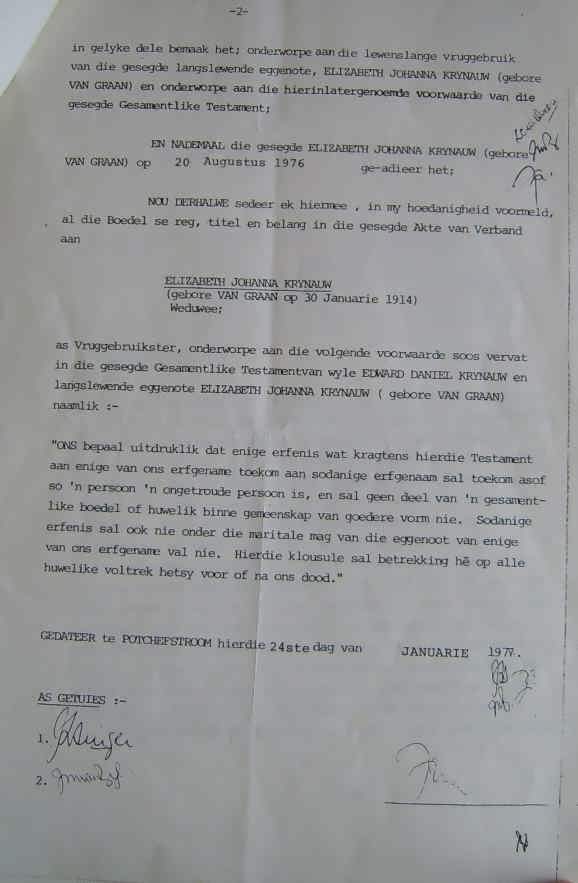 -2-
in gelyke dele bemaak het; onderworpe aan die lewenslange vruggebruik
van die gesegde langslewende eggenote, ELIZABETH JOHANNA KRYNAUW (gebore
VAN GRAAN) en onderworpe aan die hierinlatergenoemde voorwaarde van die
gesegde Gesamentlike Testament;
EN NADEMAAL die gesegde ELIZABETH JOHANNA KRYNAUW (gebore
VAN GRAAN) op 20 Augustus 1976 ge-adieer het;
NOU DERHALWE sedeer ek hiermee , in my hoedanigheid voormeld,
al die Boedel se reg, titel en belang in die gesegde Akte van Verband
aan
ELIZABETH JOHANNA KRYNAUW
(gebore VAN GRAAN op 30 Januarie 1914)
Weduwee;
as Vruggebruikster, onderworpe aan die volgende voorwaarde soos vervat
in die gesegde Gesamentlike Testamentvan wyle EDWARD DANIEL KRYNAUW en
langslewende eggenote ELIZABETH JOHANNA KRYNAUW ( gebore VAN GRAAN)
naamlik :-
"ONS bepaal uitdruklik dat enige erfenis wat kragtens hierdie Testament
aan enige van ons erfgename toekom aan sodanige erfgenaam sal toekom asof
so 'n persoon 'n ongetroude persoon is, en sal geen deel van 'n gesament-
like boedel of huwelik binne gemeenskap van goedere vorm nie. Sodanige
erfenis sal ook nie onder die maritale mag van die eggenoot van enige
van ons erfgename val nie. Hierdie klousule sal betrekking hê op alle
huwelike voltrek hetsy voor of na ons dood."
GEDATEER te POTCHEFSTROOM hierdie 24ste dag van JANUARIE 1977.
AS GETUIES :-
1.
2.